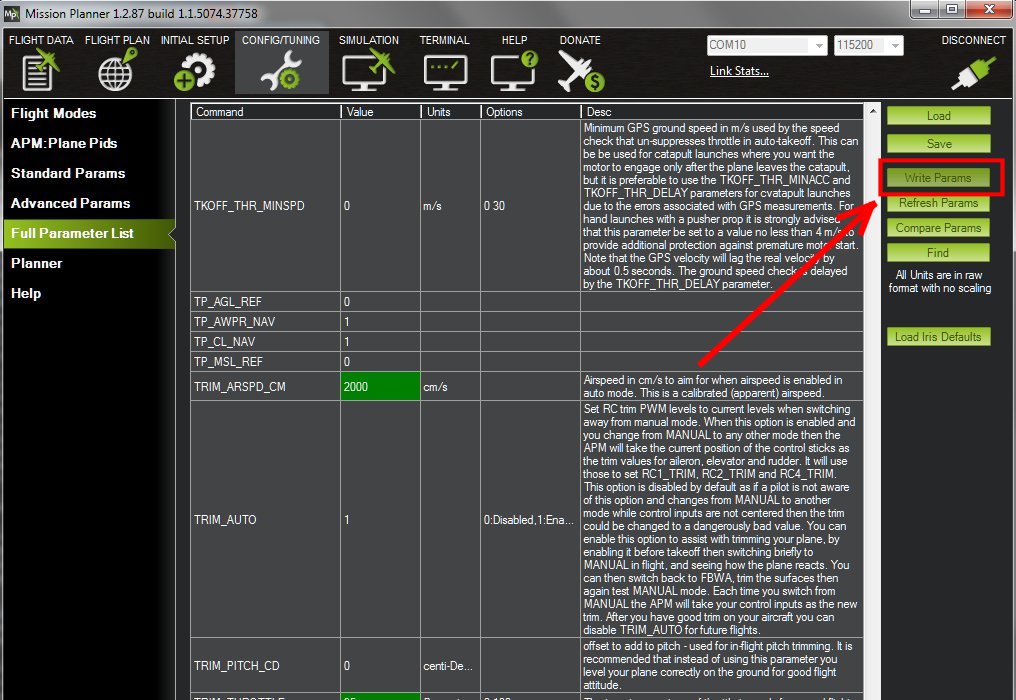 Mission Planner 1.2.87 build 1.1.5074.37758
FLIGHT DATA
FLIGHT PLAN
INITIAL SETUP
CONFIG/TUNING
SIMULATION
TERMINAL
HELP
DONATE
COM10
115200
DISCONNECT
Link Stats...
Flight Modes
APM:Plane Pids
Standard Params
Advanced Params
Full Parameter List
Planner
Help
Command
Value
Units
Options
Desc
TKOFF_THR_MINSPD
0
m/s
0 30
Minimum GPS ground speed in m/s used by the speed
check that un-suppresses throttle in auto-takeoff. This can
be be used for catapult launches where you want the
motor to engage only after the plane leaves the catapult,
but it is preferable to use the TKOFF_THR_MINACC and
TKOFF_THR_DELAY parameters for cvatapult launches
due to the errors associated with GPS measurements. For
hand launches with a pusher prop it is strongly advised
that this parameter be set to a value no less than 4 m/s to
provide additional protection against premature motor start.
Note that the GPS velocity will lag the real velocity by
about 0.5 seconds. The ground speed check is delayed
by the TKOFF_THR_DELAY parameter.
TP_AGL_REF
0
TP_AWPR_NAV
1
TP_CL_NAV
1
TP_MSL_REF
0
TRIM_ARSPD_CM
2000
cm/s
Airspeed in cm/s to aim for when airspeed is enabled in
auto mode. This is a calibrated (apparent) airspeed.
TRIM_AUTO
1
0:Disabled,1:Ena...
Set RC trim PWM levels to current levels when switching
away from manual mode. When this option is enabled and
you change from MANUAL to any other mode then the
APM will take the current position of the control sticks as
the trim values for aileron, elevator and rudder. It will use
those to set RC1_TRIM, RC2_TRIM and RC4_TRIM.
This option is disabled by default as if a pilot is not aware
of this option and changes from MANUAL to another
mode while control inputs are not centered then the trim
could be changed to a dangerously bad value. You can
enable this option to assist with trimming your plane, by
enabling it before takeoff then switching briefly to
MANUAL in flight, and seeing how the plane reacts. You
can then switch back to FBWA, trim the surfaces then
again test MANUAL mode. Each time you switch from
MANUAL the APM will take your control inputs as the new
trim. After you have good trim on your aircraft you can
disable TRIM_AUTO for future flights.
TRIM_PITCH_CD
0
centi-De...
offset to add to pitch - used for in-flight pitch trimming. It is
recommended that instead of using this parameter you
level your plane correctly on the ground for good flight
attitude.
Load
Save
Write Params
Refresh Params
Compare Params
Find
All Units are in raw
format with no scaling
Load Iris Defaults